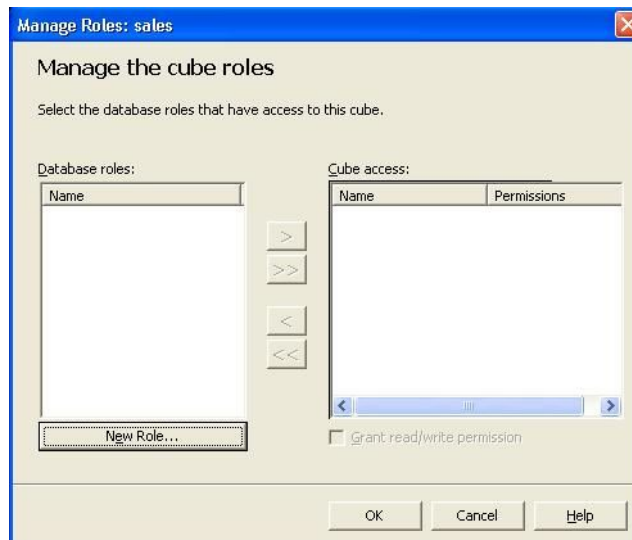 Manage Roles: sales
Manage the cube roles
Select the database roles that have access to this cube.
Database roles:
Cube access:
Name
Name Permissions
>
>>
<
<<
New Role...
Grant read/write permission
OK Cancel Help